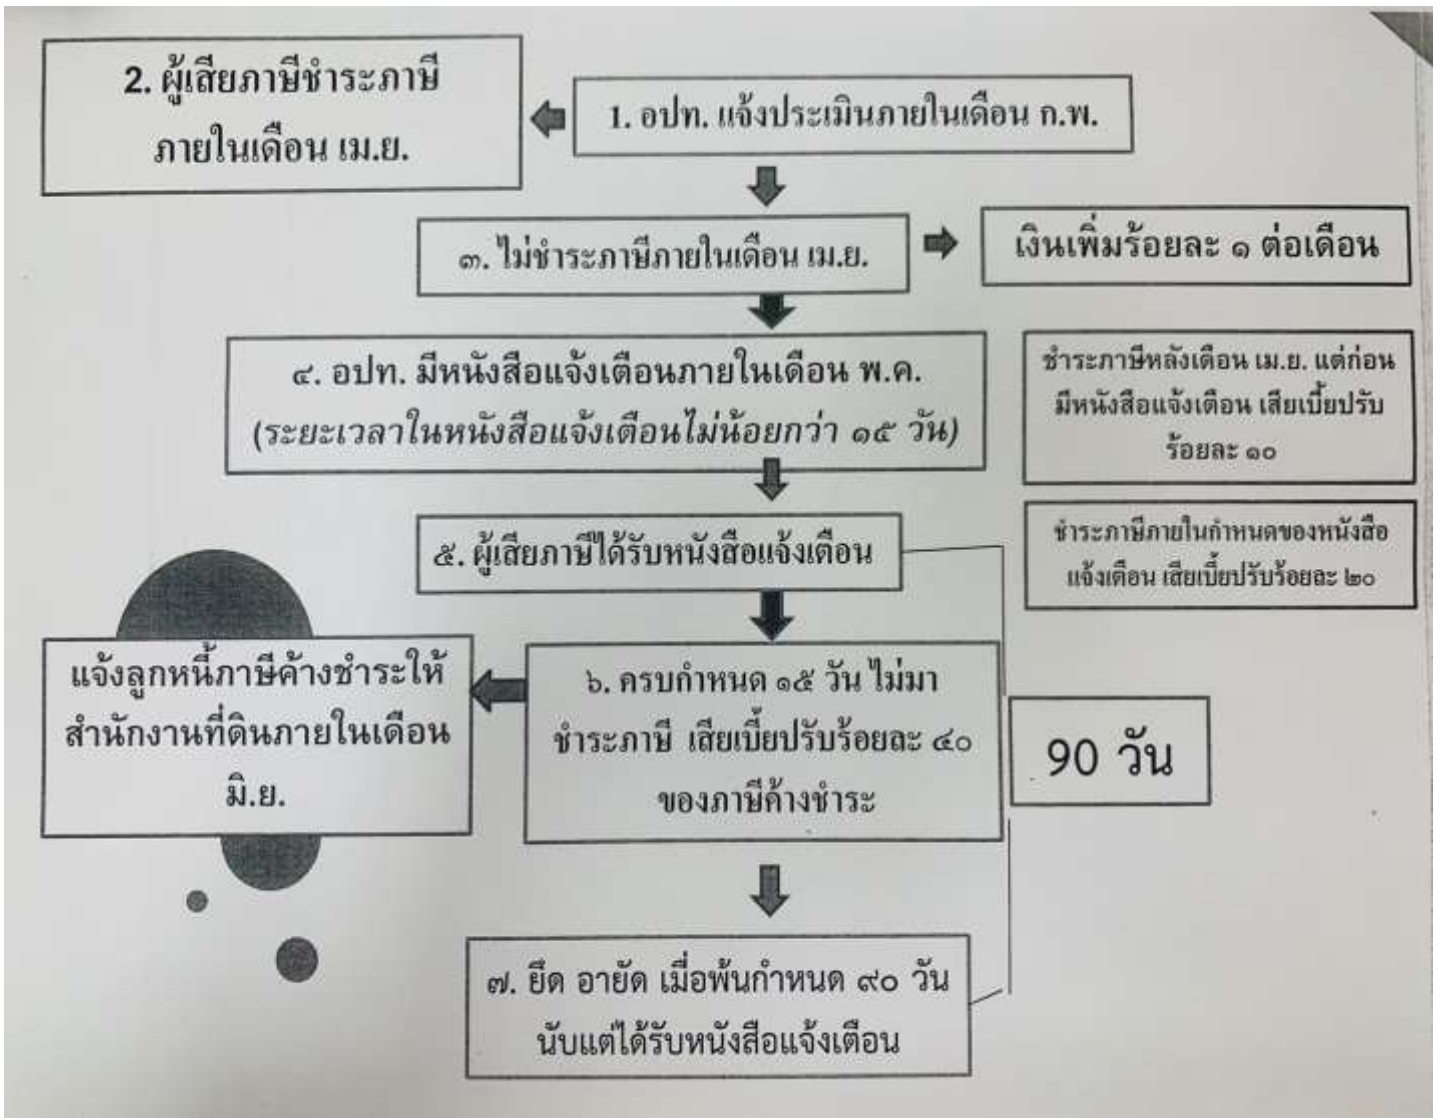 2. ผู้เสียภาษีชำระภาษี
ภายในเดือน เม.ย.
1. อปท. แจ้งประเมินภายในเดือน ก.พ.
๓. ไม่ชำระภาษีภายในเดือน เม.ย.
เงินเพิ่มร้อยละ ๑ ต่อเดือน
๔. อปท. มีหนังสือแจ้งเตือนภายในเดือน พ.ค.
(ระยะเวลาในหนังสือแจ้งเตือนไม่น้อยกว่า ๑๕ วัน)
ชำระภาษีหลังเดือน เม.ย. แต่ก่อน
มีหนังสือแจ้งเตือน เสียเบี้ยปรับ
ร้อยละ ๑๐
๕. ผู้เสียภาษีได้รับหนังสือแจ้งเตือน
ชำระภาษีภายในกำหนดของหนังสือ
แจ้งเตือน เสียเบี้ยปรับร้อยละ ๒๐
แจ้งลูกหนี้ภาษีค้างชำระให้
สำนักงานที่ดินภายในเดือน
มิ.ย.
๖. ครบกำหนด ๑๕ วัน ไม่มา
ชำระภาษี เสียเบี้ยปรับร้อยละ ๔๐
ของภาษีค้างชำระ
90 วัน
๗. ยึด อายัด เมื่อพ้นกำหนด ๙๐ วัน
นับแต่ได้รับหนังสือแจ้งเตือน